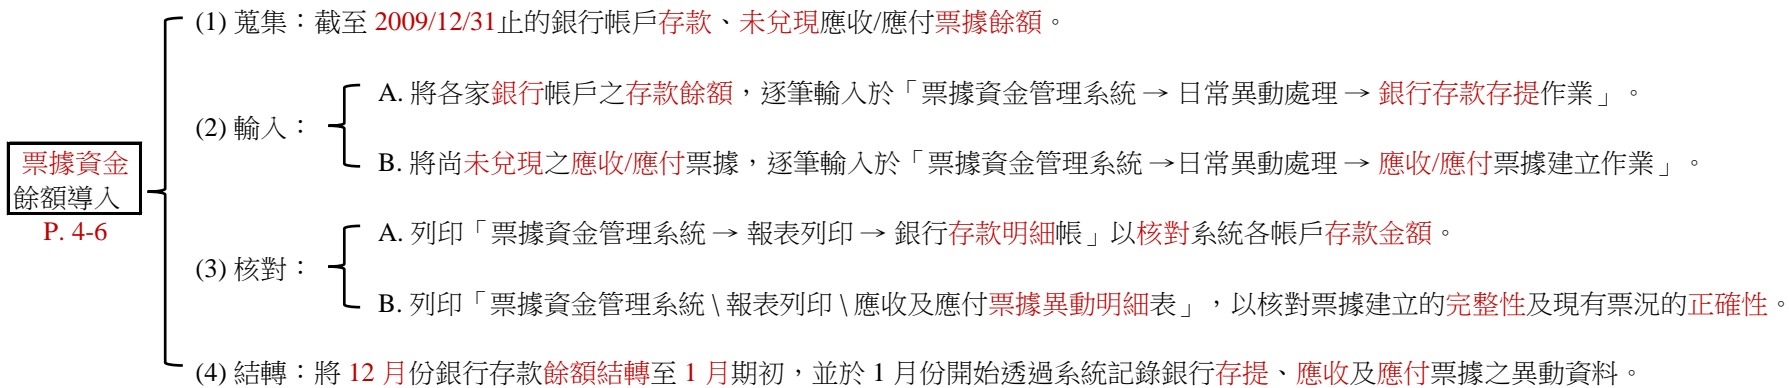 (1) 蒐集：截至 2009/12/31止的銀行帳戶存款、未兌現應收/應付票據餘額。
(2) 輸入：
A. 將各家銀行帳戶之存款餘額，逐筆輸入於「票據資金管理系統 → 日常異動處理 → 銀行存款存提作業」。
B. 將尚未兌現之應收/應付票據，逐筆輸入於「票據資金管理系統 →日常異動處理 → 應收/應付票據建立作業」。
票據資金
餘額導入
P. 4-6
(3) 核對：
A. 列印「票據資金管理系統 → 報表列印 → 銀行存款明細帳」以核對系統各帳戶存款金額。
B. 列印「票據資金管理系統 \ 報表列印 \ 應收及應付票據異動明細表」，以核對票據建立的完整性及現有票況的正確性。
(4) 結轉：將 12 月份銀行存款餘額結轉至 1 月期初，並於 1 月份開始透過系統記錄銀行存提、應收及應付票據之異動資料。